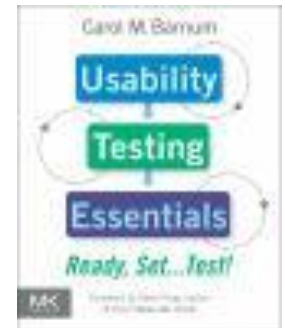 Carol M. Barnum
Usability
Testing
Essentials
Ready, Set...Test!
MK